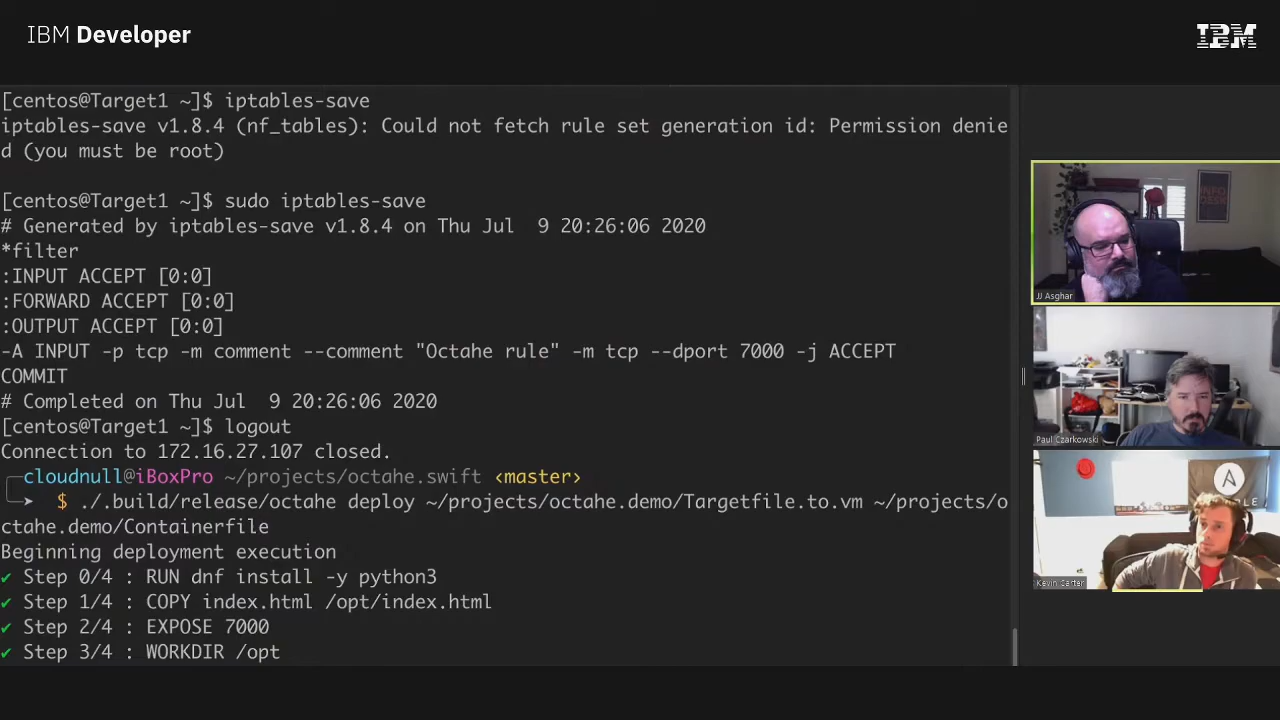 IBM Developer
IBM
[centos@Target1 ~]$ iptables-save
iptables-save v1.8.4 (nf_tables): Could not fetch rule set generation id: Permission denie
d (you must be root)
[centos@Target1 ~]$ sudo iptables-save
# Generated by iptables-save v1.8.4 on Thu Jul  9 20:26:06 2020
*filter
:INPUT ACCEPT [0:0]
:FORWARD ACCEPT [0:0]
:OUTPUT ACCEPT [0:0]
-A INPUT -p tcp -m comment --comment "Octahe rule" -m tcp --dport 7000 -j ACCEPT
COMMIT
# Completed on Thu Jul  9 20:26:06 2020
[centos@Target1 ~]$ logout
Connection to 172.16.27.107 closed.
cloudnull@iBoxPro ~/projects/octahe.swift ‹master›
➤ $ ./.build/release/octahe deploy ~/projects/octahe.demo/Targetfile.to.vm ~/projects/o
ctahe.demo/Containerfile
Beginning deployment execution
✔ Step 0/4 : RUN dnf install -y python3
✔ Step 1/4 : COPY index.html /opt/index.html
✔ Step 2/4 : EXPOSE 7000
✔ Step 3/4 : WORKDIR /opt
INFO
DESK
JJ Asghar
Paul Czarkowski
Kevin Carter